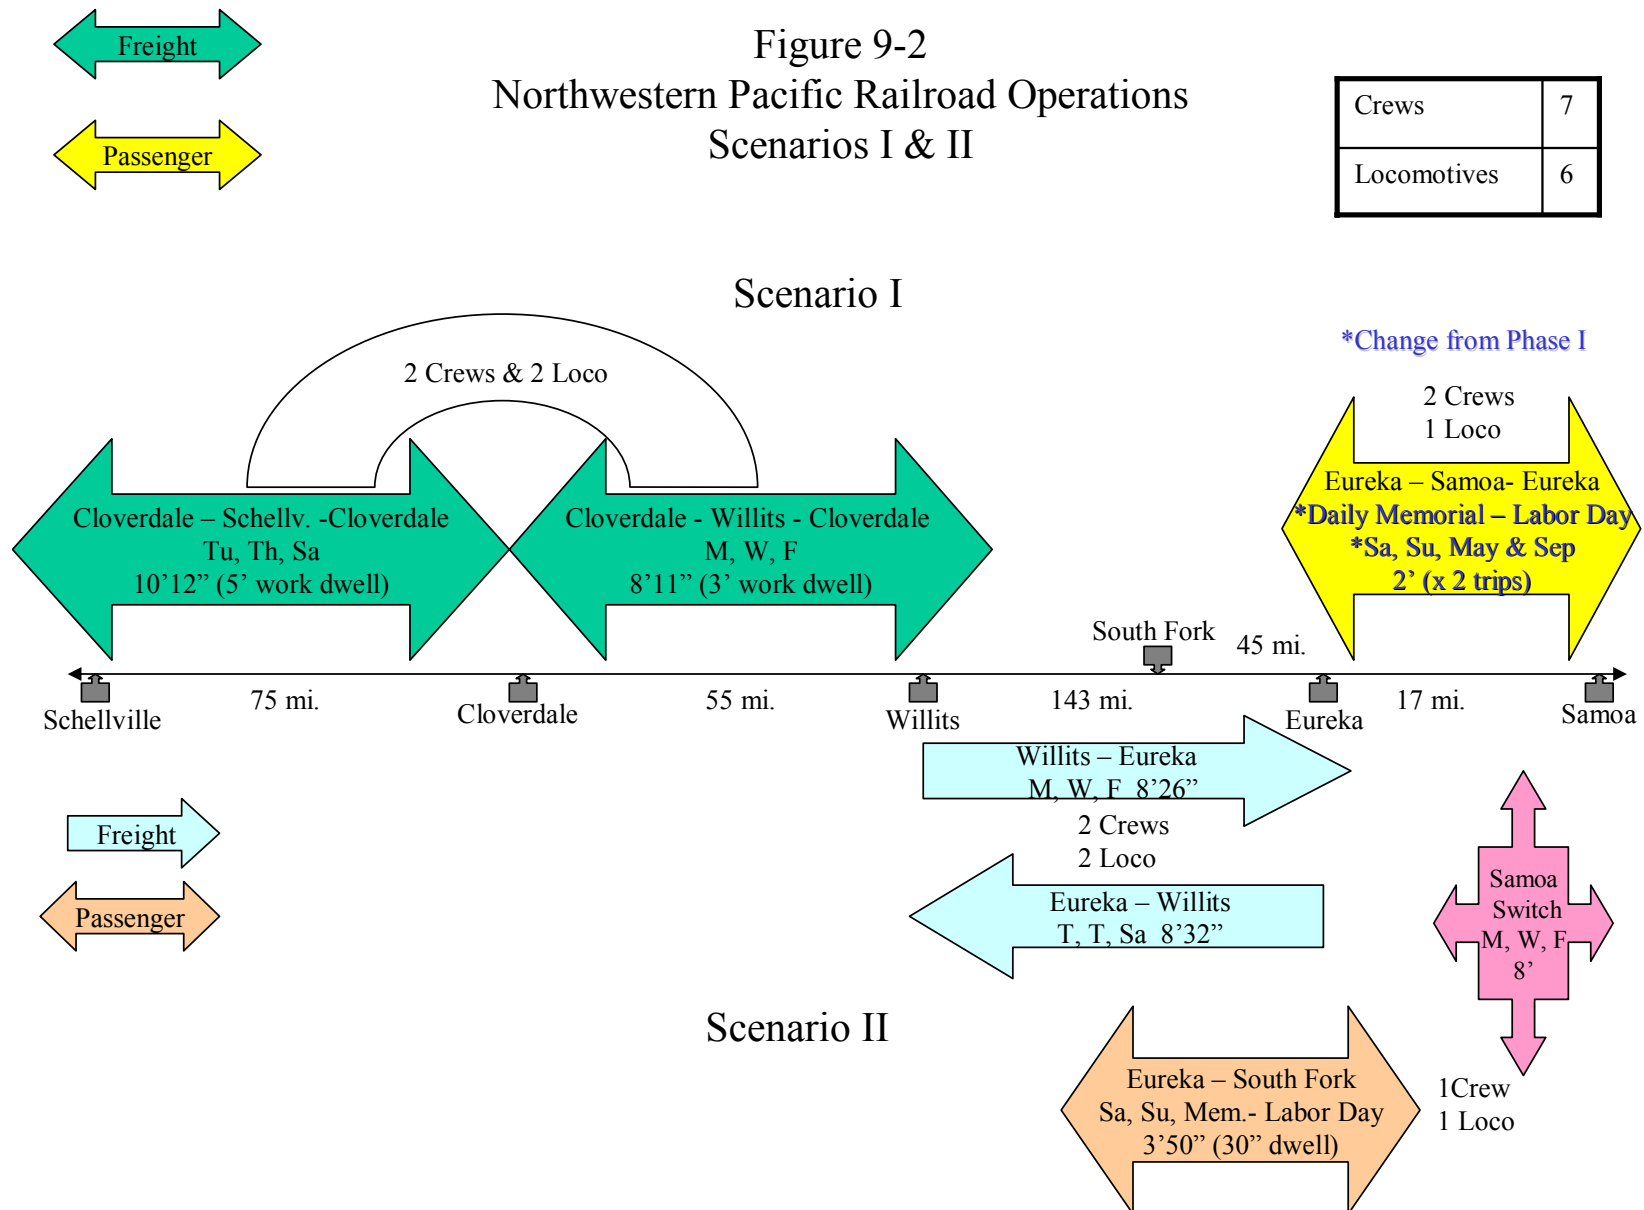 Freight
Passenger
Figure 9-2
Northwestern Pacific Railroad Operations
Scenarios I & II
Crews 7
Locomotives 6
Scenario I
*Change from Phase I
2 Crews & 2 Loco
2 Crews
1 Loco
Cloverdale – Schellv. -Cloverdale
Tu, Th, Sa
10’12” (5’ work dwell)
Cloverdale - Willits - Cloverdale
M, W, F
8’11” (3’ work dwell)
Eureka – Samoa- Eureka
*Daily Memorial – Labor Day
*Sa, Su, May & Sep
2’ (x 2 trips)
South Fork
45 mi.
Schellville
75 mi.
Cloverdale
55 mi.
Willits
143 mi.
Eureka
17 mi.
Samoa
Willits – Eureka
M, W, F 8’26”
2 Crews
2 Loco
Eureka – Willits
T, T, Sa 8’32”
Freight
Passenger
Samoa
Switch
M, W, F
8’
1Crew
1 Loco
Scenario II
Eureka – South Fork
Sa, Su, Mem.- Labor Day
3’50” (30” dwell)